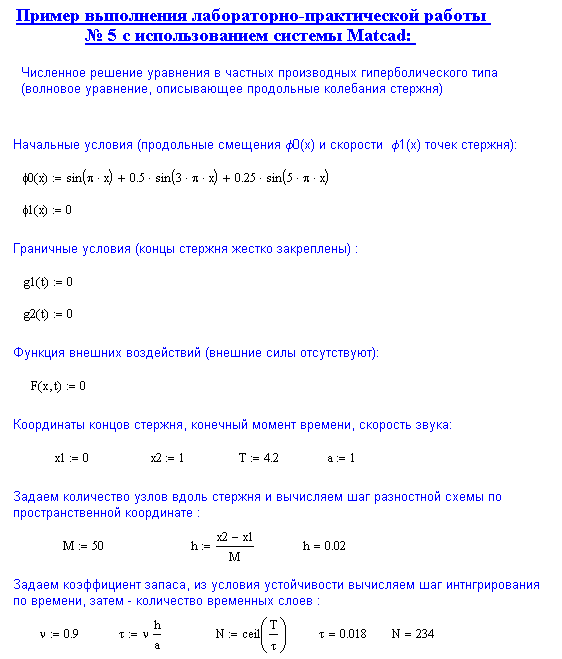 Пример выполнения лабораторно-практической работы
№ 5 с использованием системы Matcad:
Численное решение уравнения в частных производных гиперболического типа
(волновое уравнение, описывающее продольные колебания стержня)
Начальные условия (продольные смещения ϕ0(x) и скорости ϕ1(x) точек стержня):
ϕ0(x) := sin(π · x) + 0.5 · sin(3 · π · x) + 0.25 · sin(5 · π · x)
ϕ1(x) := 0
Граничные условия (концы стержня жестко закреплены) :
g1(t) := 0
g2(t) := 0
Функция внешних воздействий (внешние силы отсутствуют):
F(x,t) := 0
Координаты концов стержня, конечный момент времени, скорость звука:
x1 := 0 x2 := 1 T := 4.2 a := 1
Задаем количество узлов вдоль стержня и вычисляем шаг разностной схемы по
пространственной координате :
M := 50 h := (x2 − x1)/M h = 0.02
Задаем коэффициент запаса, из условия устойчивости вычисляем шаг интнгрирования
по времени, затем - количество временных слоев :
ν := 0.9 τ := ν h/a N := ceil(T/τ) τ = 0.018 N = 234